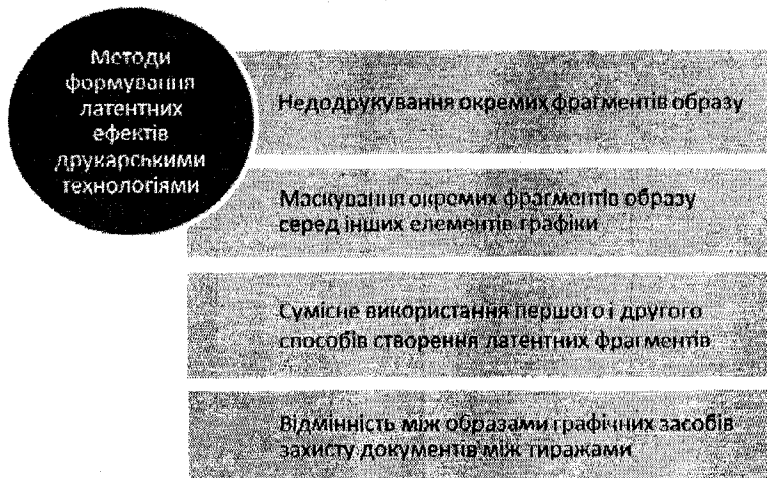 Методи
формування
латентних
ефектів
друкарськими
технологіями
Недодрукування окремих фрагментів образу
Маскування окремих фрагментів образу
серед інших елементів графіки
Сумісне використання першого і другого
способів створення латентних фрагментів
Відмінність між образами графічних засобів
захисту документів між тиражами